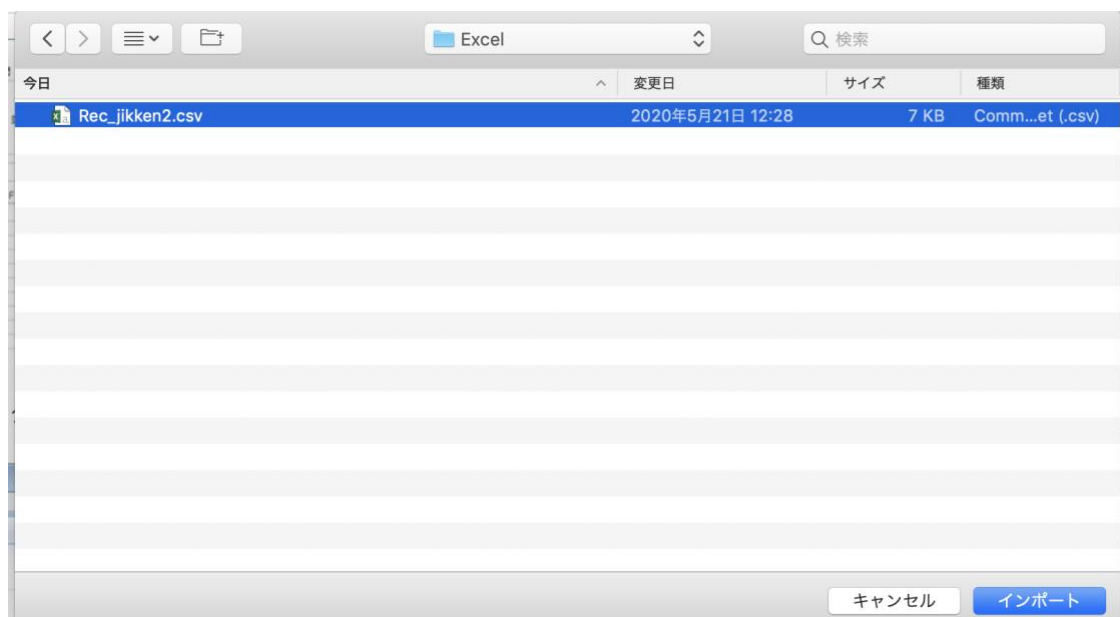 Excel
検索
今日 変更日 サイズ 種類
Rec_jikken2.csv 2020年5月21日 12:28 7 KB Comm...et (.csv)
キャンセル インポート